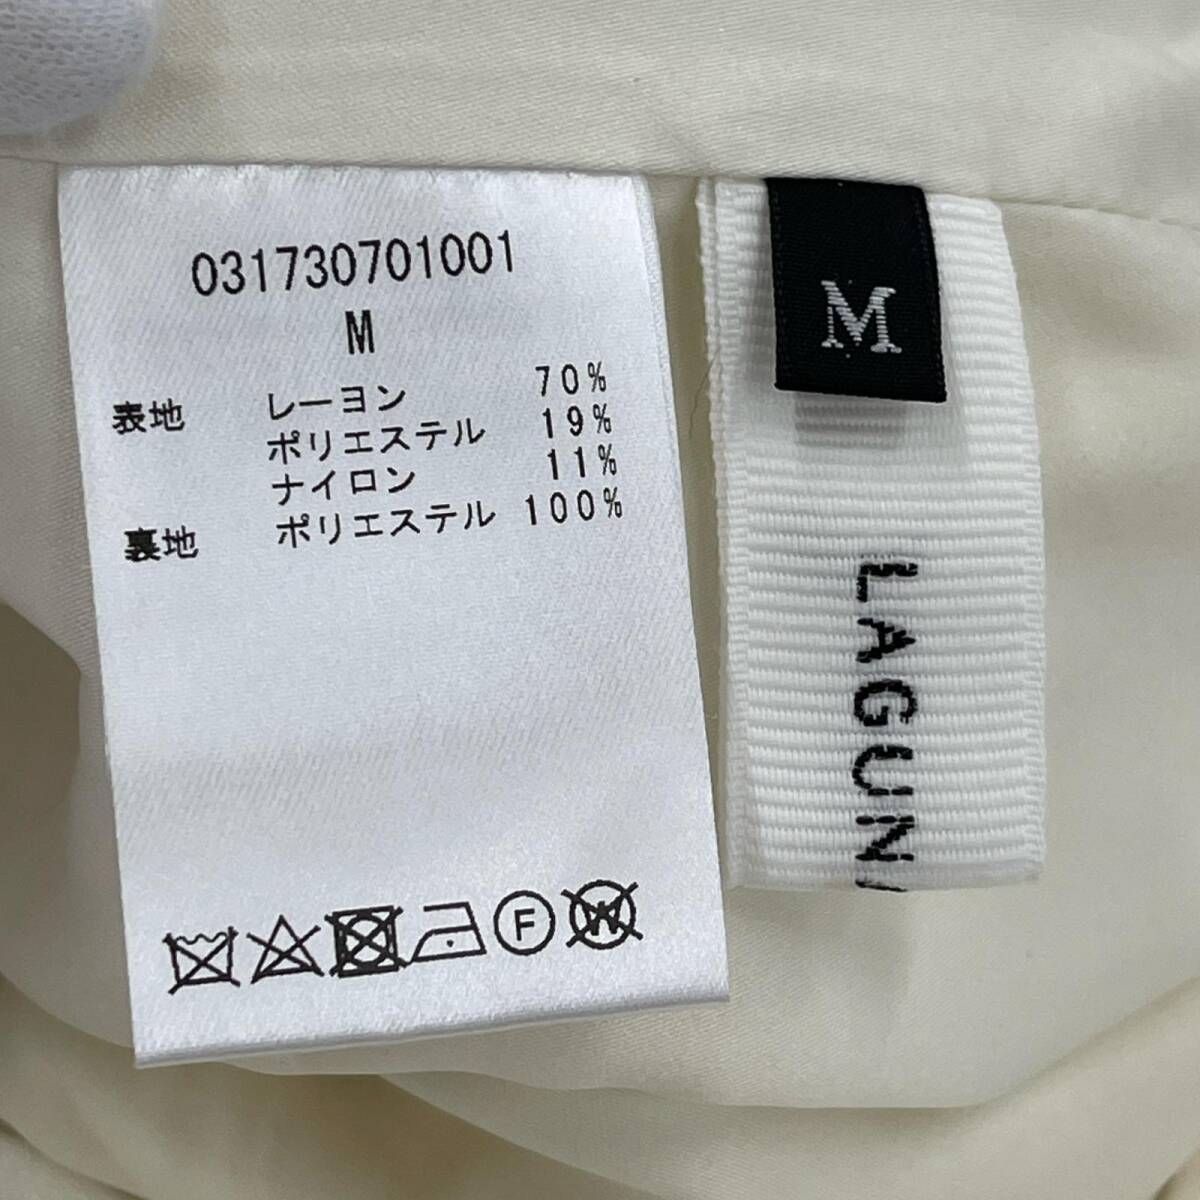 031730701001
M
表地 レーヨン 70%
ポリエステル 19%
ナイロン 11%
裏地 ポリエステル 100%
F
W
M
LAGUN